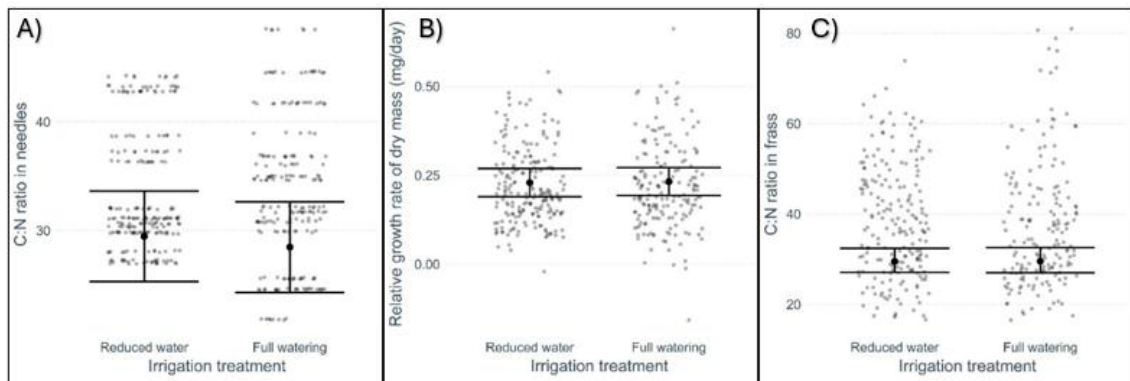 A)
C:N ratio in needles
40
30
Reduced water
Full watering
Irrigation treatment
B)
Relative growth rate of dry mass (mg/day)
0.50
0.25
0.00
Reduced water
Full watering
Irrigation treatment
C)
C:N ratio in frass
80
60
40
20
Reduced water
Full watering
Irrigation treatment